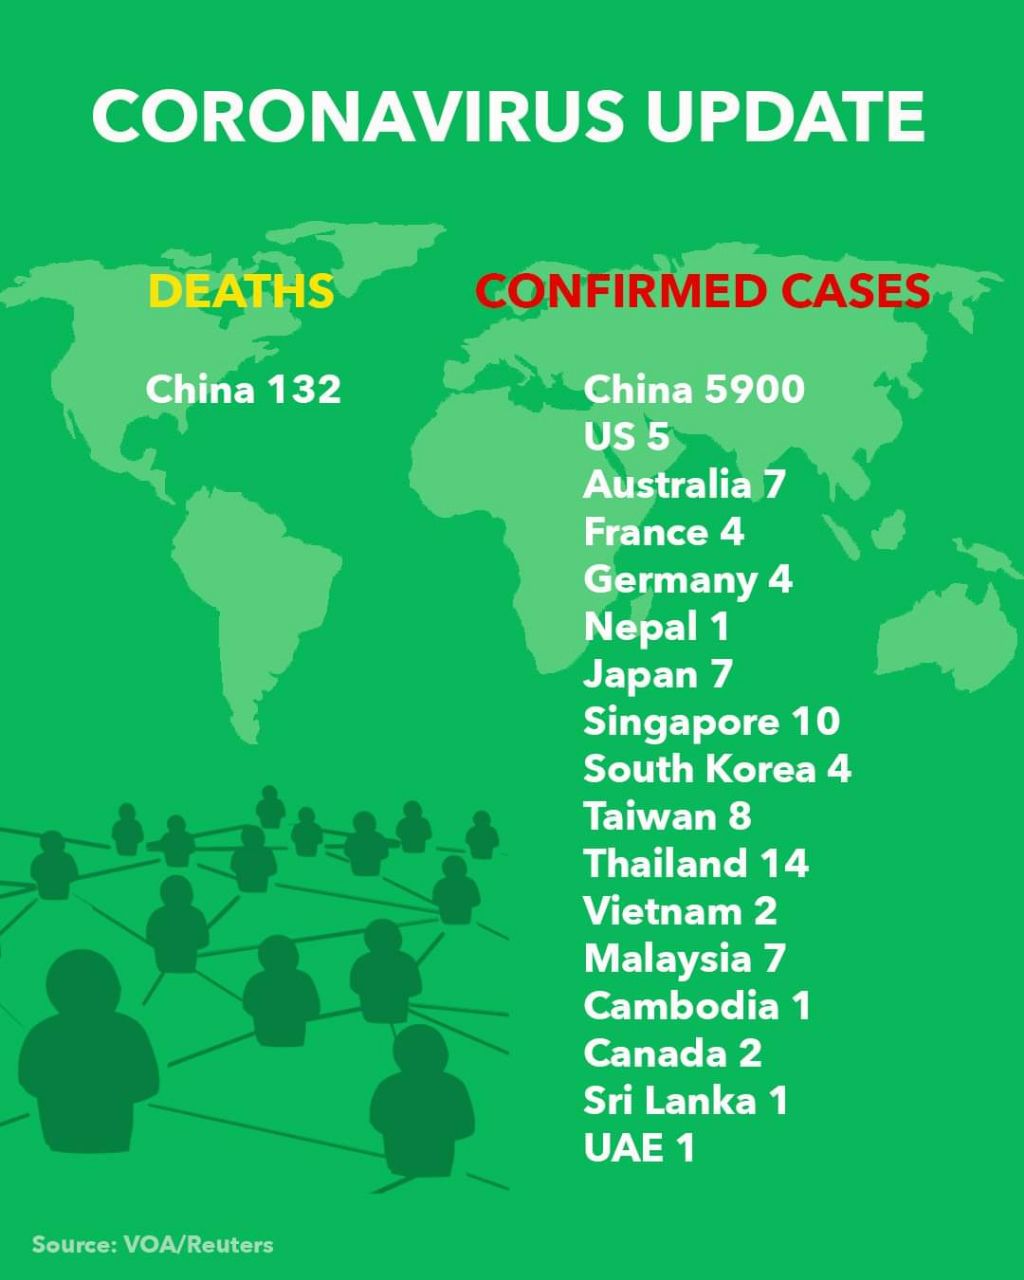 CORONAVIRUS UPDATE
DEATHS
China 132
CONFIRMED CASES
China 5900
US 5
Australia 7
France 4
Germany 4
Nepal 1
Japan 7
Singapore 10
South Korea 4
Taiwan 8
Thailand 14
Vietnam 2
Malaysia 7
Cambodia 1
Canada 2
Sri Lanka 1
UAE 1
Source: VOA/Reuters